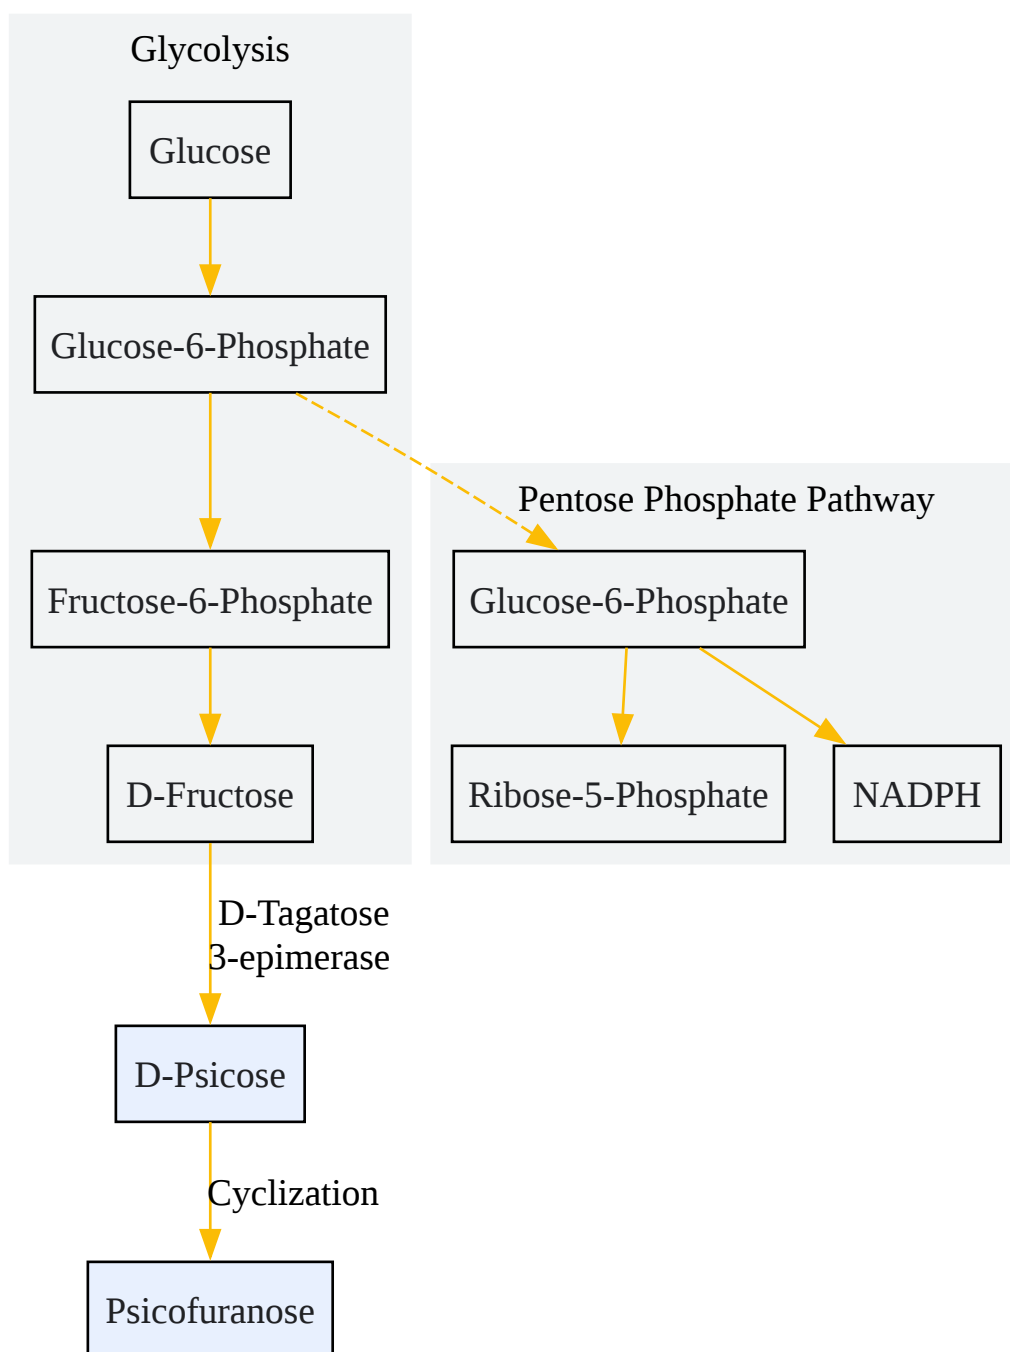 Glycolysis
Glucose
Glucose-6-Phosphate
Pentose Phosphate Pathway
Fructose-6-Phosphate
Glucose-6-Phosphate
D-Fructose
Ribose-5-Phosphate
NADPH
D-Tagatose
3-epimerase
D-Psicose
Cyclization
Psicofuranose